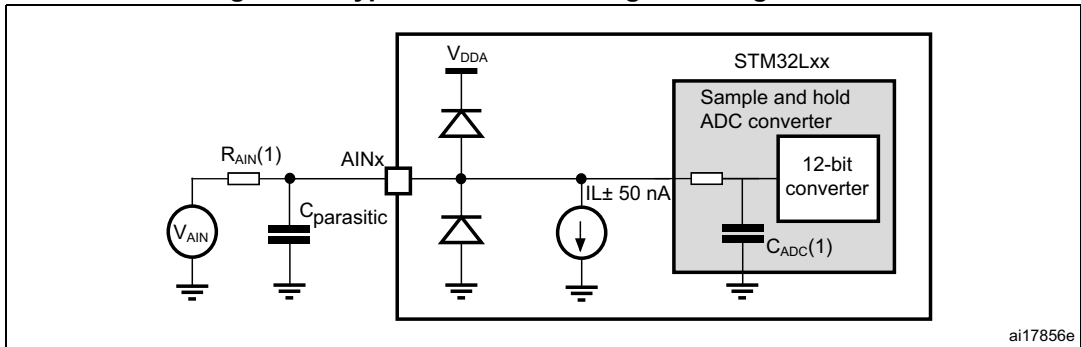 V_DDA
STM32Lxx
Sample and hold
ADC converter
R_AIN(1)
AINx
12-bit
converter
IL± 50 nA
C_parasitic
V_AIN
C_ADC(1)
ai17856e